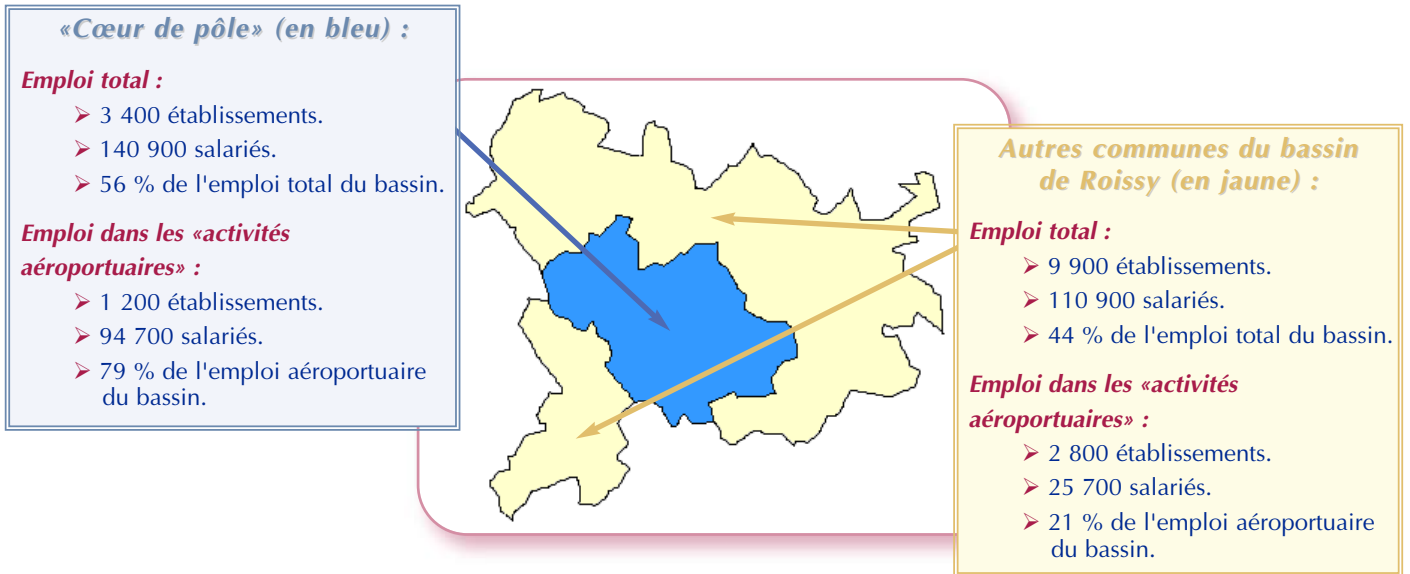 «Cœur de pôle» (en bleu) :
Emploi total :
➢ 3 400 établissements.
➢ 140 900 salariés.
➢ 56 % de l'emploi total du bassin.
Emploi dans les «activités
aéroportuaires» :
➢ 1 200 établissements.
➢ 94 700 salariés.
➢ 79 % de l'emploi aéroportuaire
du bassin.
Autres communes du bassin
de Roissy (en jaune) :
Emploi total :
➢ 9 900 établissements.
➢ 110 900 salariés.
➢ 44 % de l'emploi total du bassin.
Emploi dans les «activités
aéroportuaires» :
➢ 2 800 établissements.
➢ 25 700 salariés.
➢ 21 % de l'emploi aéroportuaire
du bassin.